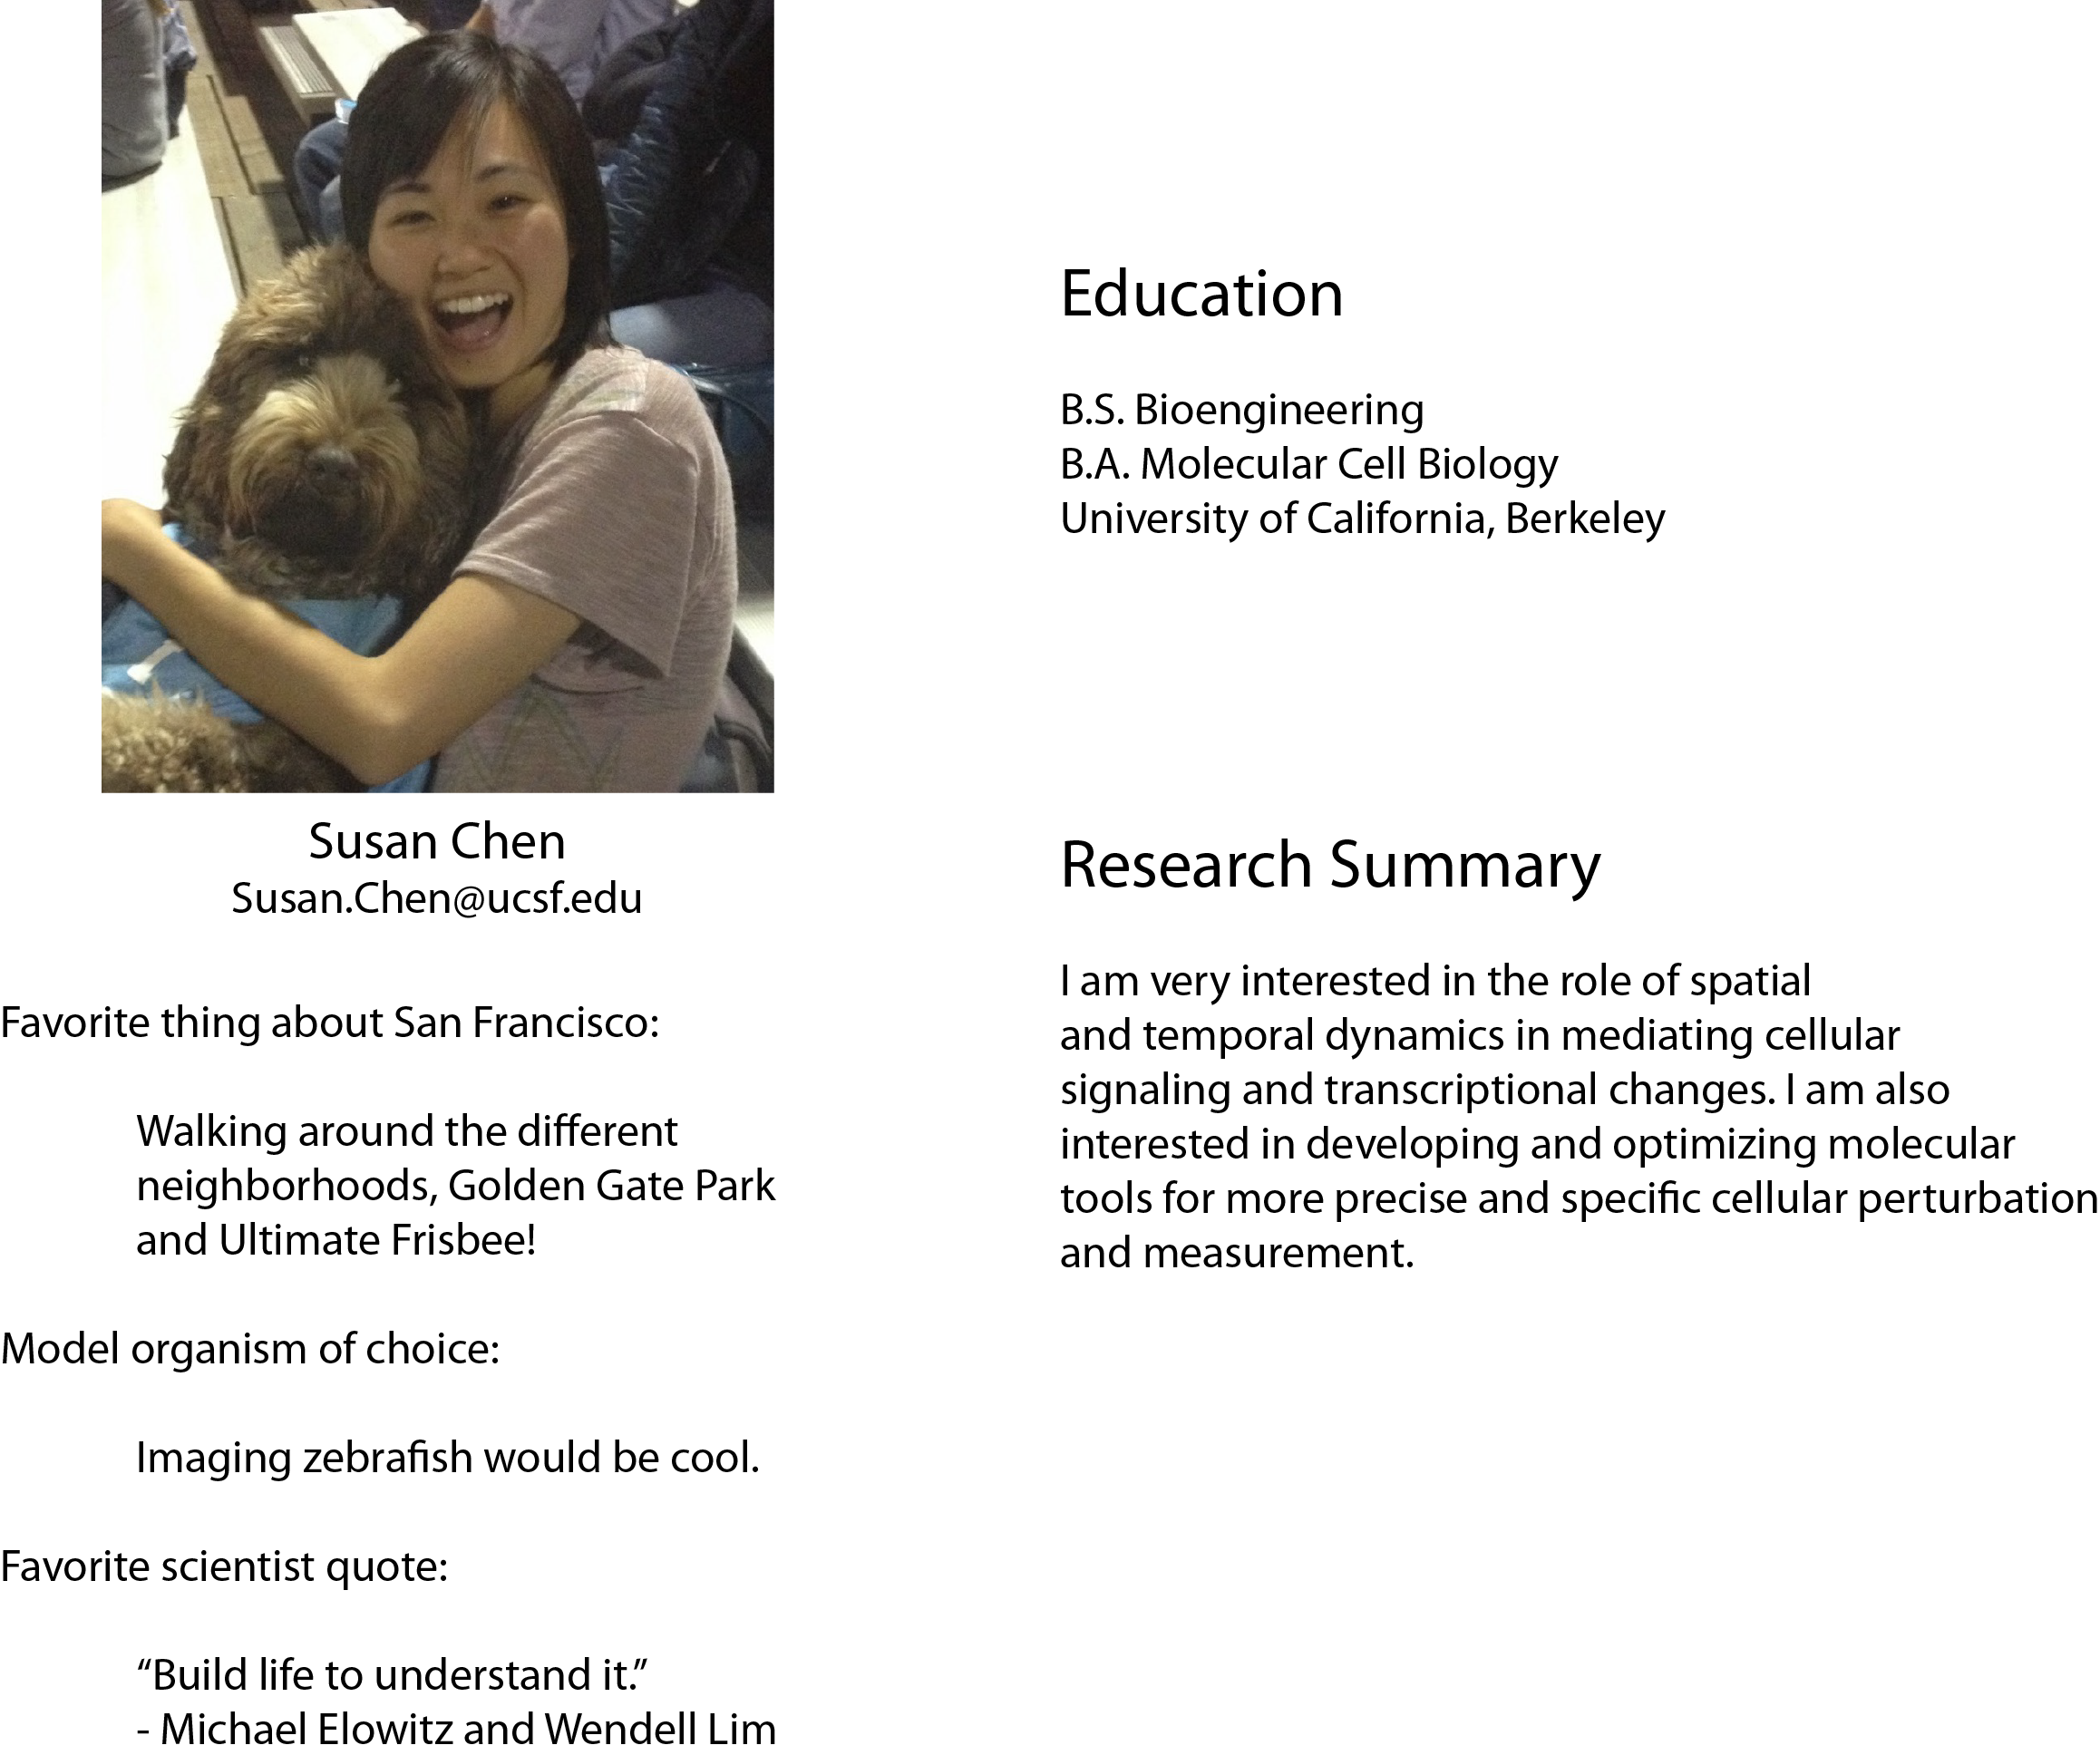 Susan Chen
Susan.Chen@ucsf.edu
Favorite thing about San Francisco:
Walking around the different
neighborhoods, Golden Gate Park
and Ultimate Frisbee!
Model organism of choice:
Imaging zebrafish would be cool.
Favorite scientist quote:
“Build life to understand it.”
- Michael Elowitz and Wendell Lim
Education
B.S. Bioengineering
B.A. Molecular Cell Biology
University of California, Berkeley
Research Summary
I am very interested in the role of spatial
and temporal dynamics in mediating cellular
signaling and transcriptional changes. I am also
interested in developing and optimizing molecular
tools for more precise and specific cellular perturbation
and measurement.